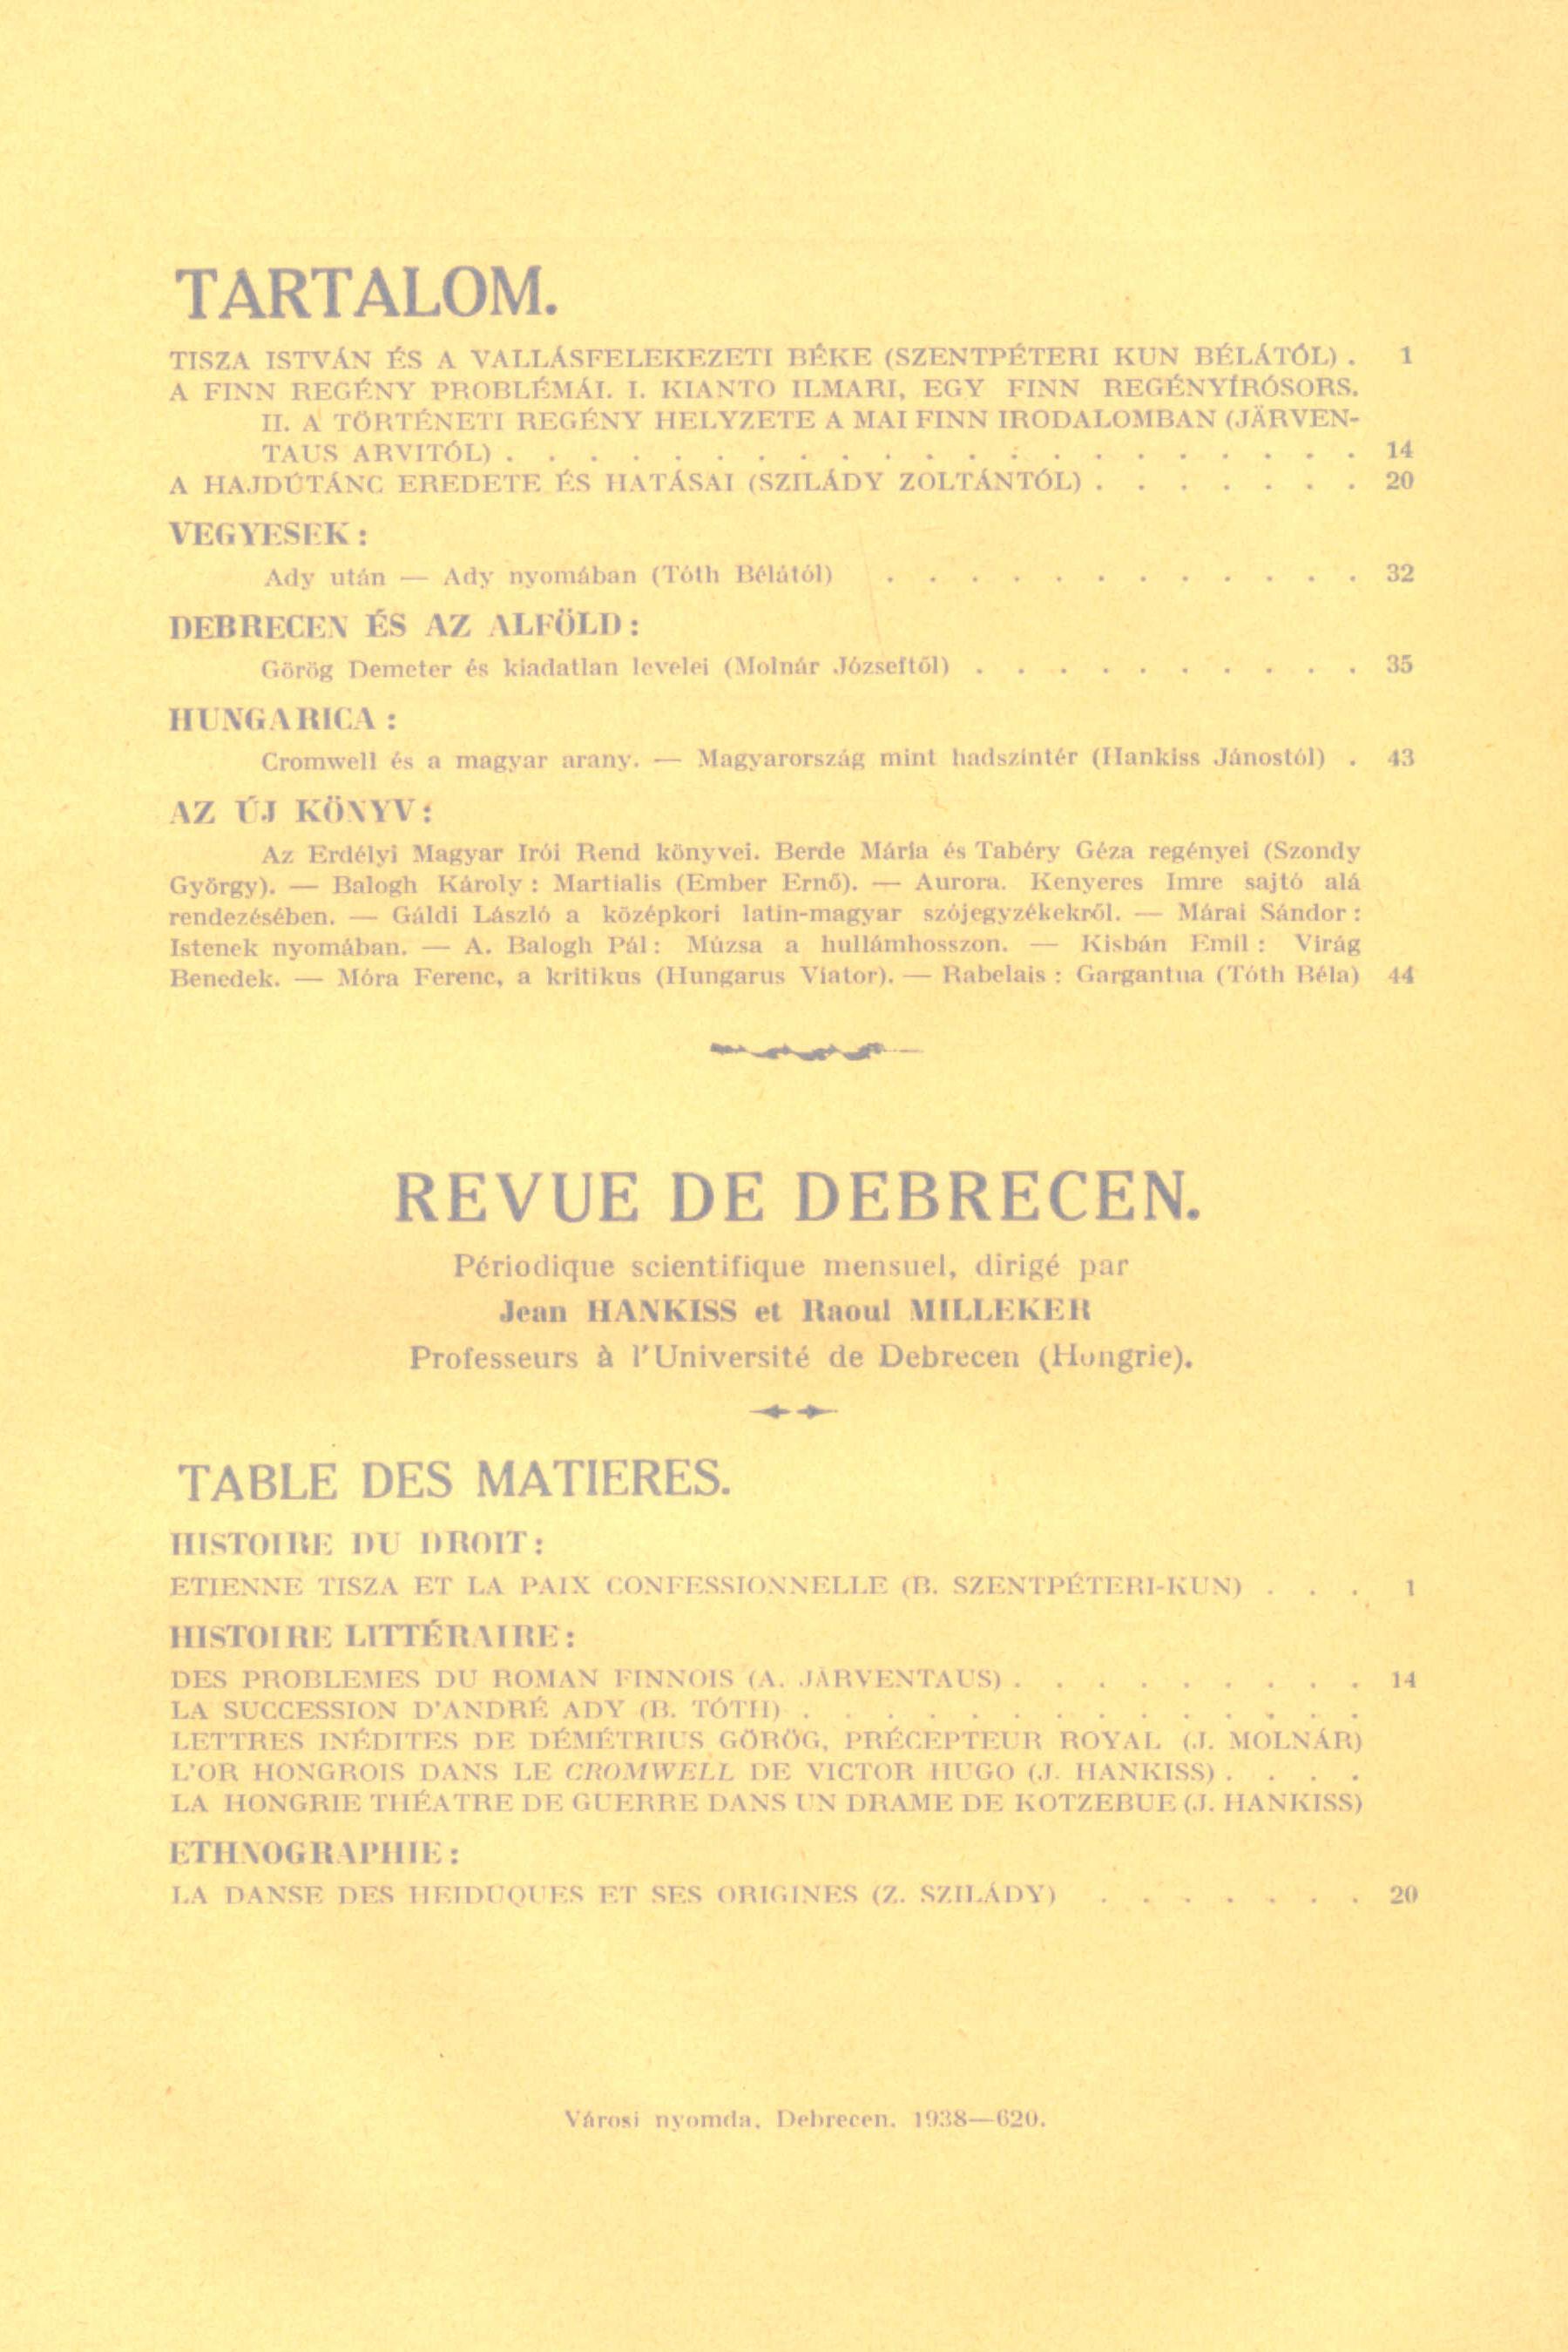 TARTALOM.
TISZA ISTVÁN ÉS A VALLÁSFELEKEZETI BÉKE (SZENTPÉTERI KUN BÉLÁTÓL) . 1
A FINN REGÉNY PROBLÉMÁI. I. KIANTO ILMARI, EGY FINN REGÉNYÍRÓSORS.
II. A TÖRTÉNETI REGÉNY HELYZETE A MAI FINN IRODALOMBAN (JÄRVEN-
TAUS ARVITÓL) . . . . . . . . . . . . . . . . . . . . . 14
A HAJDÚTÁNC EREDETE ÉS HATÁSAI (SZILÁDY ZOLTÁNTÓL) . . . . . . . 20
VEGYESEK :
Ady után — Ady nyomában (Tóth Bélától) . . . . . . . . . . . . 32
DEBRECEN ÉS AZ ALFÖLD :
Görög Demeter és kiadatlan levelei (Molnár Józseftől) . . . . . . . . . . 35
HUNGARICA :
Cromwell és a magyar arany. — Magyarország mint hadszintér (Hankiss Jánostól) . 43
AZ ÚJ KÖNYV :
Az Erdélyi Magyar Irói Rend könyvei. Berde Mária és Tabéry Géza regényei (Szondy
György). — Balogh Károly : Martialis (Ember Ernő). — Aurora. Kenyeres Imre sajtó alá
rendezésében. — Gáldi László a középkori latin-magyar szójegyzékekről. — Márai Sándor :
Istenek nyomában. — A. Balogh Pál : Múzsa a hullámhosszon. — Kisbán Emil : Virág
Benedek. — Móra Ferenc, a kritikus (Hungarus Viator). — Rabelais : Gargantua (Tóth Béla) 44
REVUE DE DEBRECEN.
Périodique scientifique mensuel, dirigé par
Jean HANKISS et Raoul MILLEKER
Professeurs à l'Université de Debrecen (Hongrie).
TABLE DES MATIERES.
HISTOIRE DU DROIT :
ETIENNE TISZA ET LA PAIX CONFESSIONNELLE (B. SZENTPÉTERI-KUN) . . . 1
HISTOIRE LITTÉRAIRE :
DES PROBLEMES DU ROMAN FINNOIS (A. JÄRVENTAUS) . . . . . . . . . 14
LA SUCCESSION D'ANDRÉ ADY (B. TÓTH) . . . . . . . . . . . . . .
LETTRES INÉDITES DE DÉMÉTRIUS GÖRÖG, PRÉCEPTEUR ROYAL (J. MOLNÁR)
L'OR HONGROIS DANS LE CROMWELL DE VICTOR HUGO (J. HANKISS) . . . .
LA HONGRIE THÉATRE DE GUERRE DANS UN DRAME DE KOTZEBUE (J. HANKISS)
ETHNOGRAPHIE :
LA DANSE DES HEIDUQUES ET SES ORIGINES (Z. SZILÁDY) . . . . . . . 20
Városi nyomda, Debrecen. 1938—620.